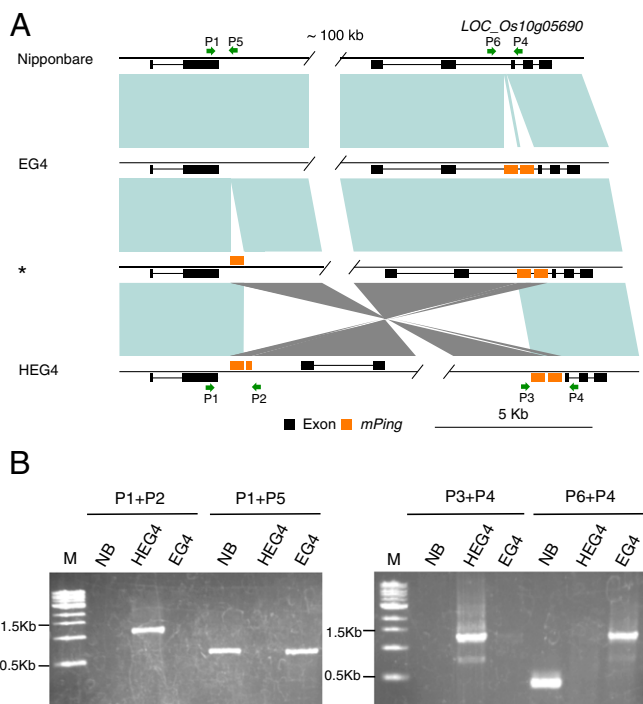 A
LOC_Os10g05690
~ 100 kb
P1 P5 P6 P4
Nipponbare
EG4
*
HEG4
P1 P2 P3 P4
Exon mPing
5 Kb
B
P1+P2 P1+P5 P3+P4 P6+P4
M NB HEG4 EG4 NB HEG4 EG4 M NB HEG4 EG4 NB HEG4 EG4
1.5Kb 1.5Kb
0.5Kb 0.5Kb